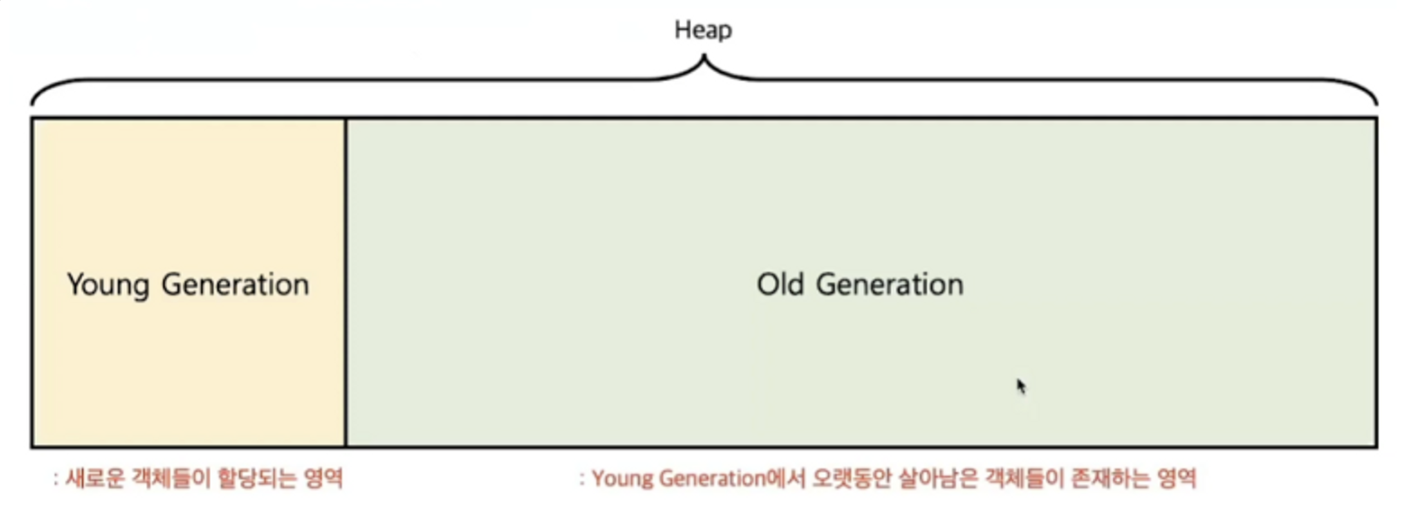 Heap
Young Generation
Old Generation
: 새로운 객체들이 할당되는 영역
: Young Generation에서 오랫동안 살아남은 객체들이 존재하는 영역